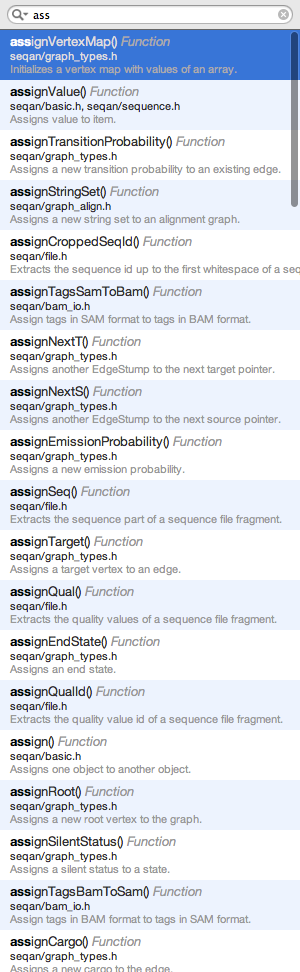 ass
assignVertexMap() Function
seqan/graph_types.h
Initializes a vertex map with values of an array.
assignValue() Function
seqan/basic.h, seqan/sequence.h
Assigns value to item.
assignTransitionProbability() Function
seqan/graph_types.h
Assigns a new transition probability to an existing edge.
assignStringSet() Function
seqan/graph_align.h
Assigns a new string set to an alignment graph.
assignCroppedSeqId() Function
seqan/file.h
Extracts the sequence id up to the first whitespace of a seq
assignTagsSamToBam() Function
seqan/bam_io.h
Assign tags in SAM format to tags in BAM format.
assignNextT() Function
seqan/graph_types.h
Assigns another EdgeStump to the next target pointer.
assignNextS() Function
seqan/graph_types.h
Assigns another EdgeStump to the next source pointer.
assignEmissionProbability() Function
seqan/graph_types.h
Assigns a new emission probability.
assignSeq() Function
seqan/file.h
Extracts the sequence part of a sequence file fragment.
assignTarget() Function
seqan/graph_types.h
Assigns a target vertex to an edge.
assignQual() Function
seqan/file.h
Extracts the quality values of a sequence file fragment.
assignEndState() Function
seqan/graph_types.h
Assigns an end state.
assignQualId() Function
seqan/file.h
Extracts the quality value id of a sequence file fragment.
assign() Function
seqan/basic.h
Assigns one object to another object.
assignRoot() Function
seqan/graph_types.h
Assigns a new root vertex to the graph.
assignSilentStatus() Function
seqan/graph_types.h
Assigns a silent status to a state.
assignTagsBamToSam() Function
seqan/bam_io.h
Assign tags in BAM format to tags in SAM format.
assignCargo() Function
seqan/graph_types.h
Assigns a new cargo to the edge.